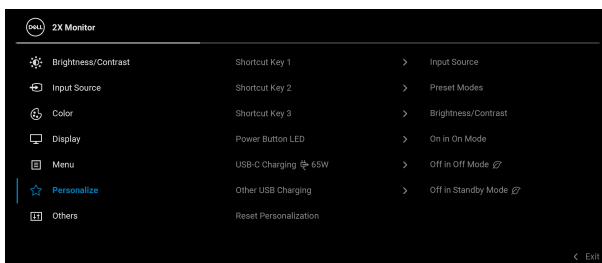 DELL
2X Monitor
Brightness/Contrast Shortcut Key 1 > Input Source
Input Source Shortcut Key 2 > Preset Modes
Color Shortcut Key 3 > Brightness/Contrast
Display Power Button LED > On in On Mode
Menu USB-C Charging 65W > Off in Off Mode
Personalize Other USB Charging > Off in Standby Mode
Others Reset Personalization
< Exit